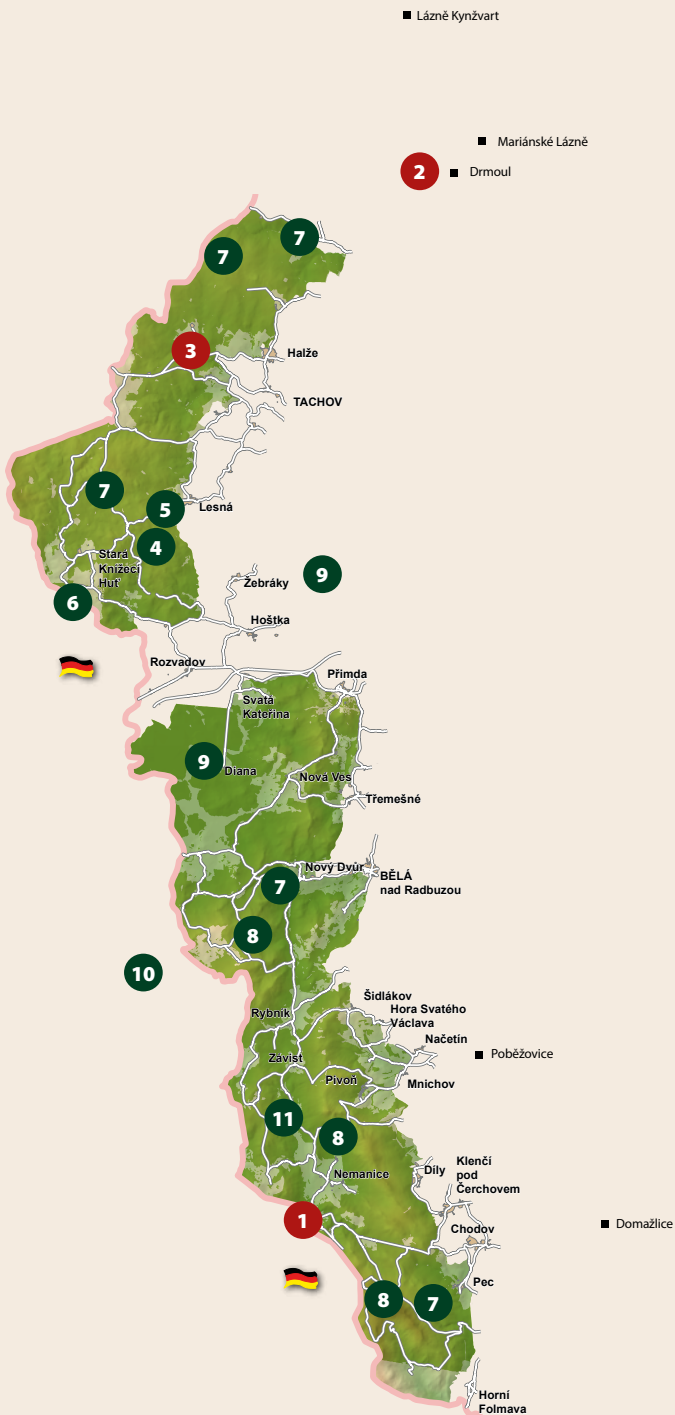 Lázně Kynžvart
Mariánské Lázně
2
Drmoul
7
7
3
Halže
TACHOV
7
5
Lesná
4
Stará
Knížecí
Huť
9
Žebráky
6
Hoštka
Rozvadov
Přimda
Svatá
Kateřina
9
Diana
Nová Ves
Třemešné
Nový Dvůr
BĚLÁ
nad Radbuzou
7
8
10
Šidlákov
Hora Svatého
Václava
Rybník
Načetín
Poběžovice
Závist
Pivoň
Mnichov
11
8
Nemanice
Díly
Klenčí
pod
Čerchovem
1
Chodov
Domažlice
Pec
8
7
Horní
Folmava